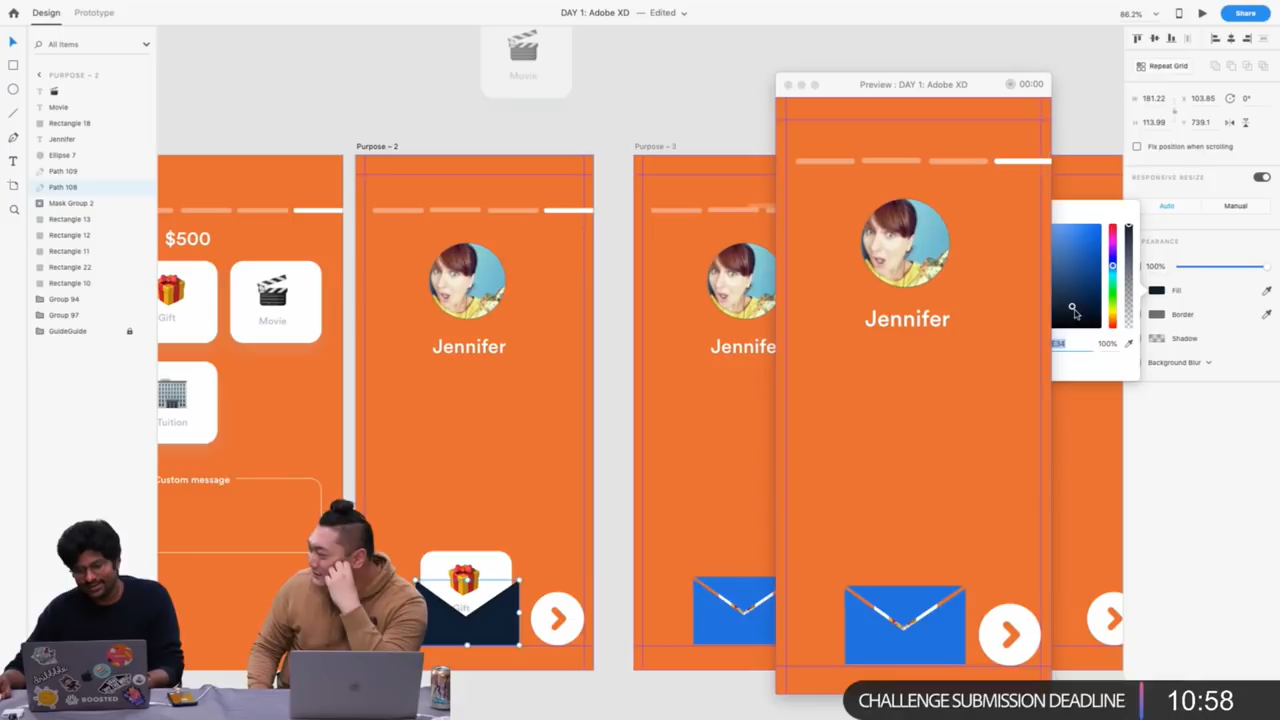 Design
Prototype
DAY 1: Adobe XD — Edited
86.2%
Share
All Items
PURPOSE – 2
Movie
Rectangle 18
Jennifer
Ellipse 7
Path 109
Path 108
Mask Group 2
Rectangle 13
Rectangle 12
Rectangle 11
Rectangle 22
Rectangle 10
Group 94
Group 97
GuideGuide
Movie
$500
Gift
Movie
Tuition
Custom message
Purpose – 2
Jennifer
Gift
Purpose – 3
Jennife
Preview : DAY 1: Adobe XD
00:00
Jennifer
Repeat Grid
W 181.22
X 103.85
0°
H 113.99
Y 739.1
Fix position when scrolling
RESPONSIVE RESIZE
Auto
Manual
PEARANCE
100%
Fill
Border
Shadow
Background Blur
E34
100%
BOOSTED
CHALLENGE SUBMISSION DEADLINE
10:58